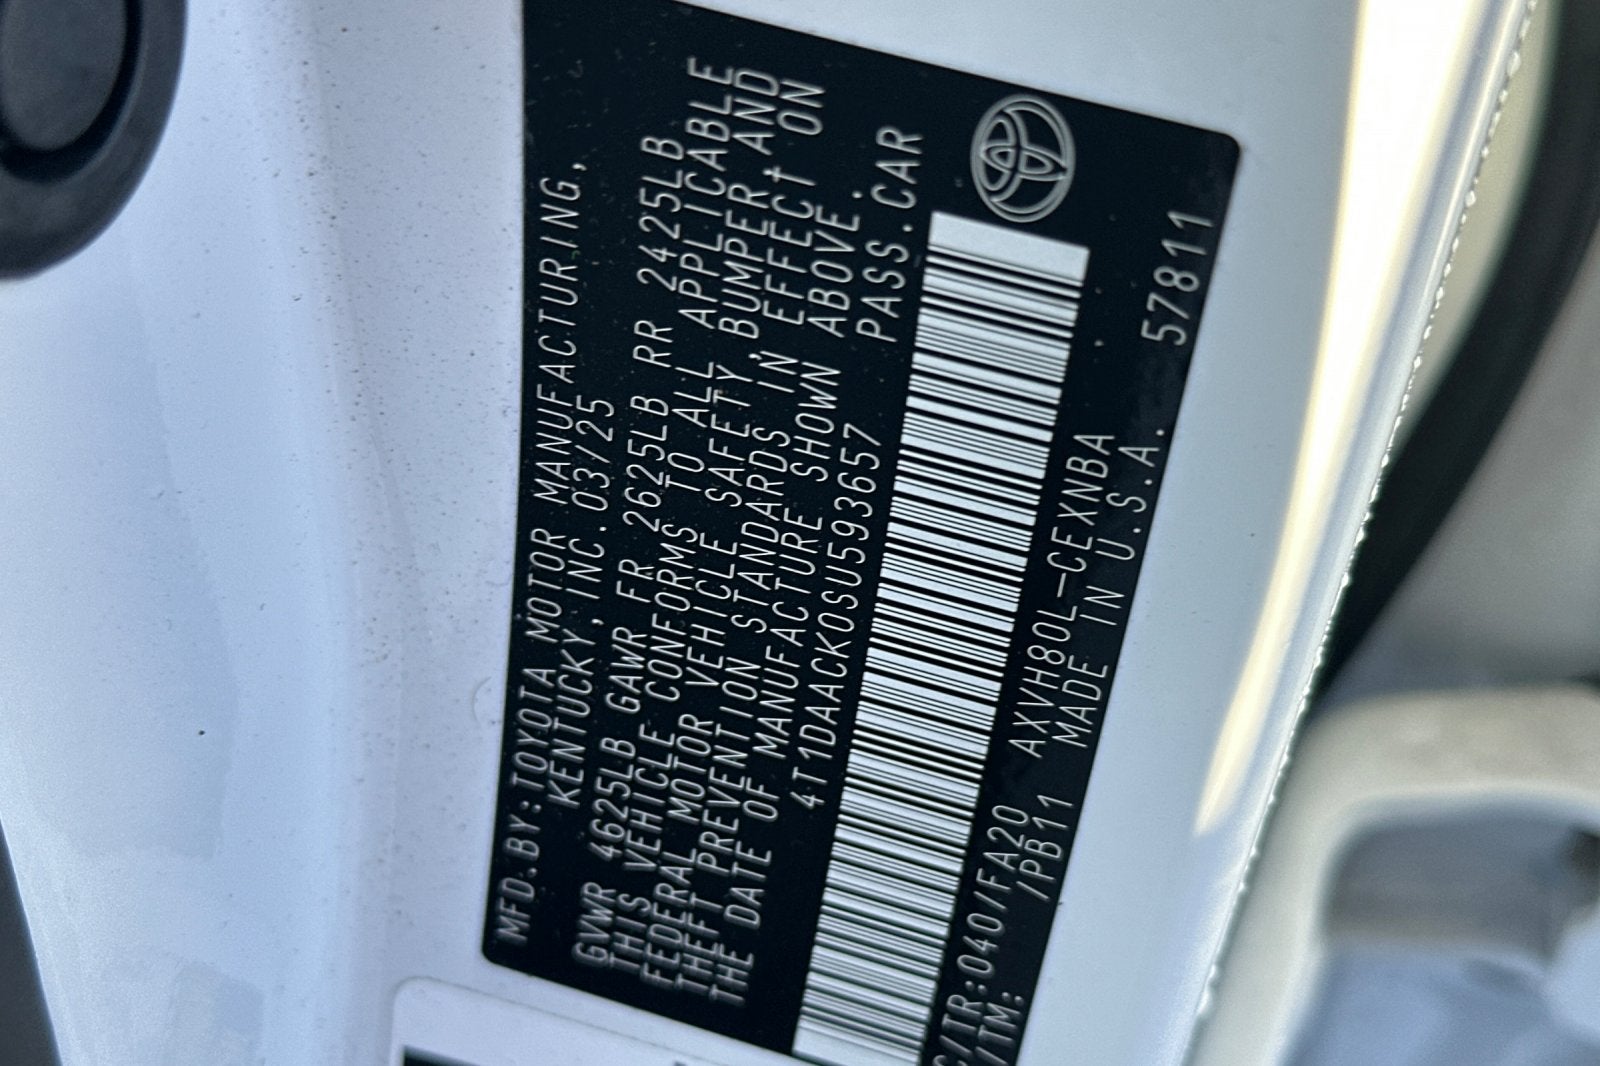 MFD.BY:TOYOTA MOTOR MANUFACTURING,
KENTUCKY, INC. 03/25
GVWR 4625LB GAWR FR 2625LB RR 2425LB
THIS VEHICLE CONFORMS TO ALL APPLICABLE
FEDERAL MOTOR VEHICLE SAFETY, BUMPER, AND
THEFT PREVENTION STANDARDS IN EFFECT ON
THE DATE OF MANUFACTURE SHOWN ABOVE.
4T1DAACK0SU593657 PASS.CAR
C/TR:040/FA20 AXVH80L-CEXNBA
/TM: /PB11 MADE IN U.S.A. 57811